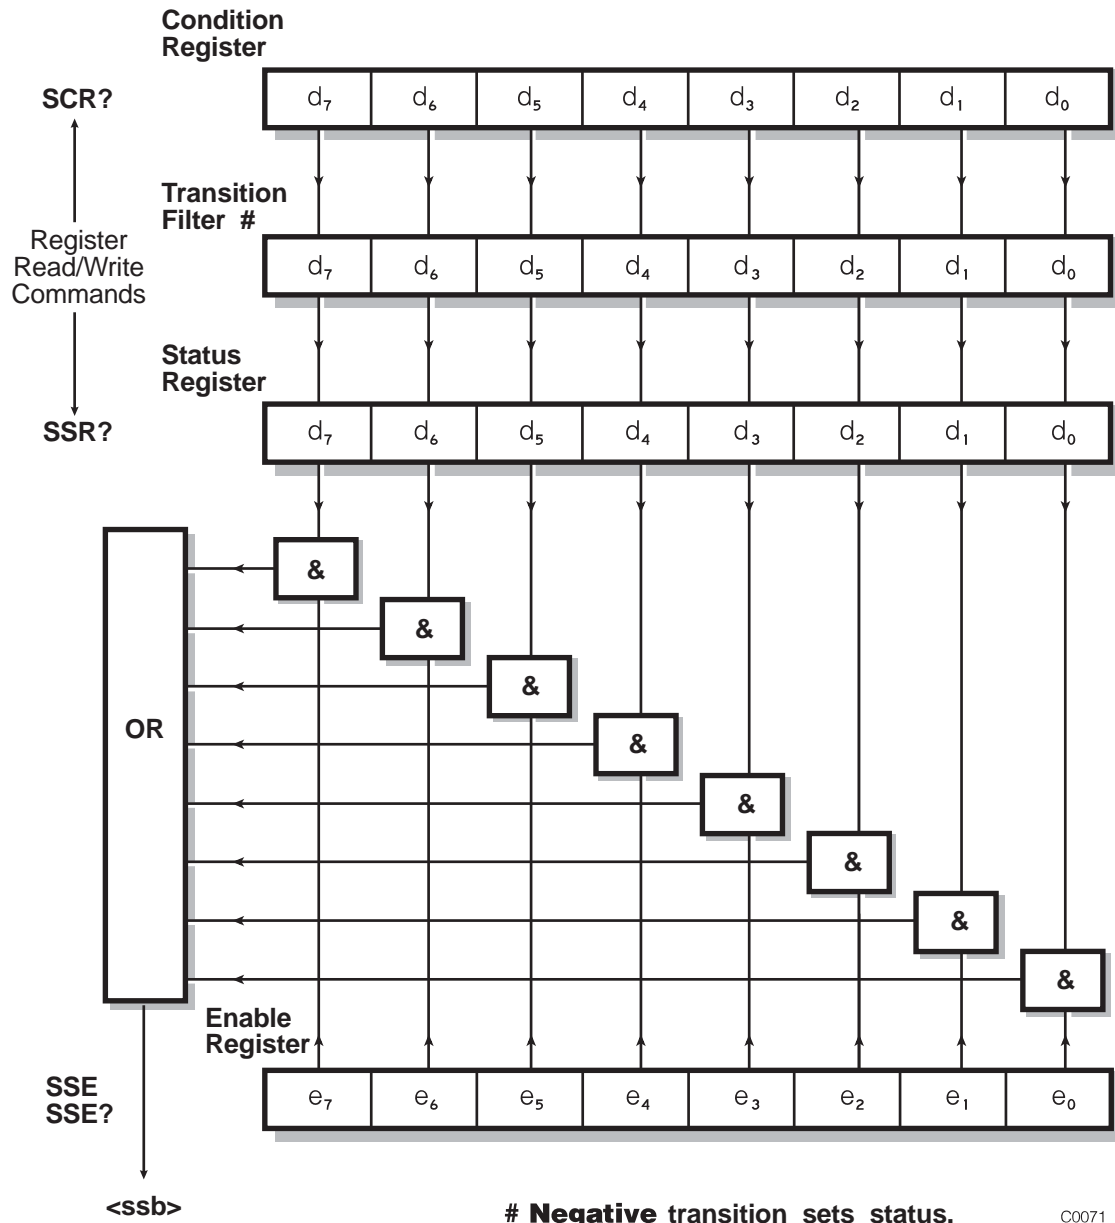 Condition
Register
SCR?
d₇ d₆ d₅ d₄ d₃ d₂ d₁ d₀
Transition
Filter #
Register
Read/Write
Commands
d₇ d₆ d₅ d₄ d₃ d₂ d₁ d₀
Status
Register
SSR?
d₇ d₆ d₅ d₄ d₃ d₂ d₁ d₀
&
&
&
&
&
&
&
&
OR
Enable
Register
SSE
SSE?
e₇ e₆ e₅ e₄ e₃ e₂ e₁ e₀
<ssb>
# Negative transition sets status.
C0071